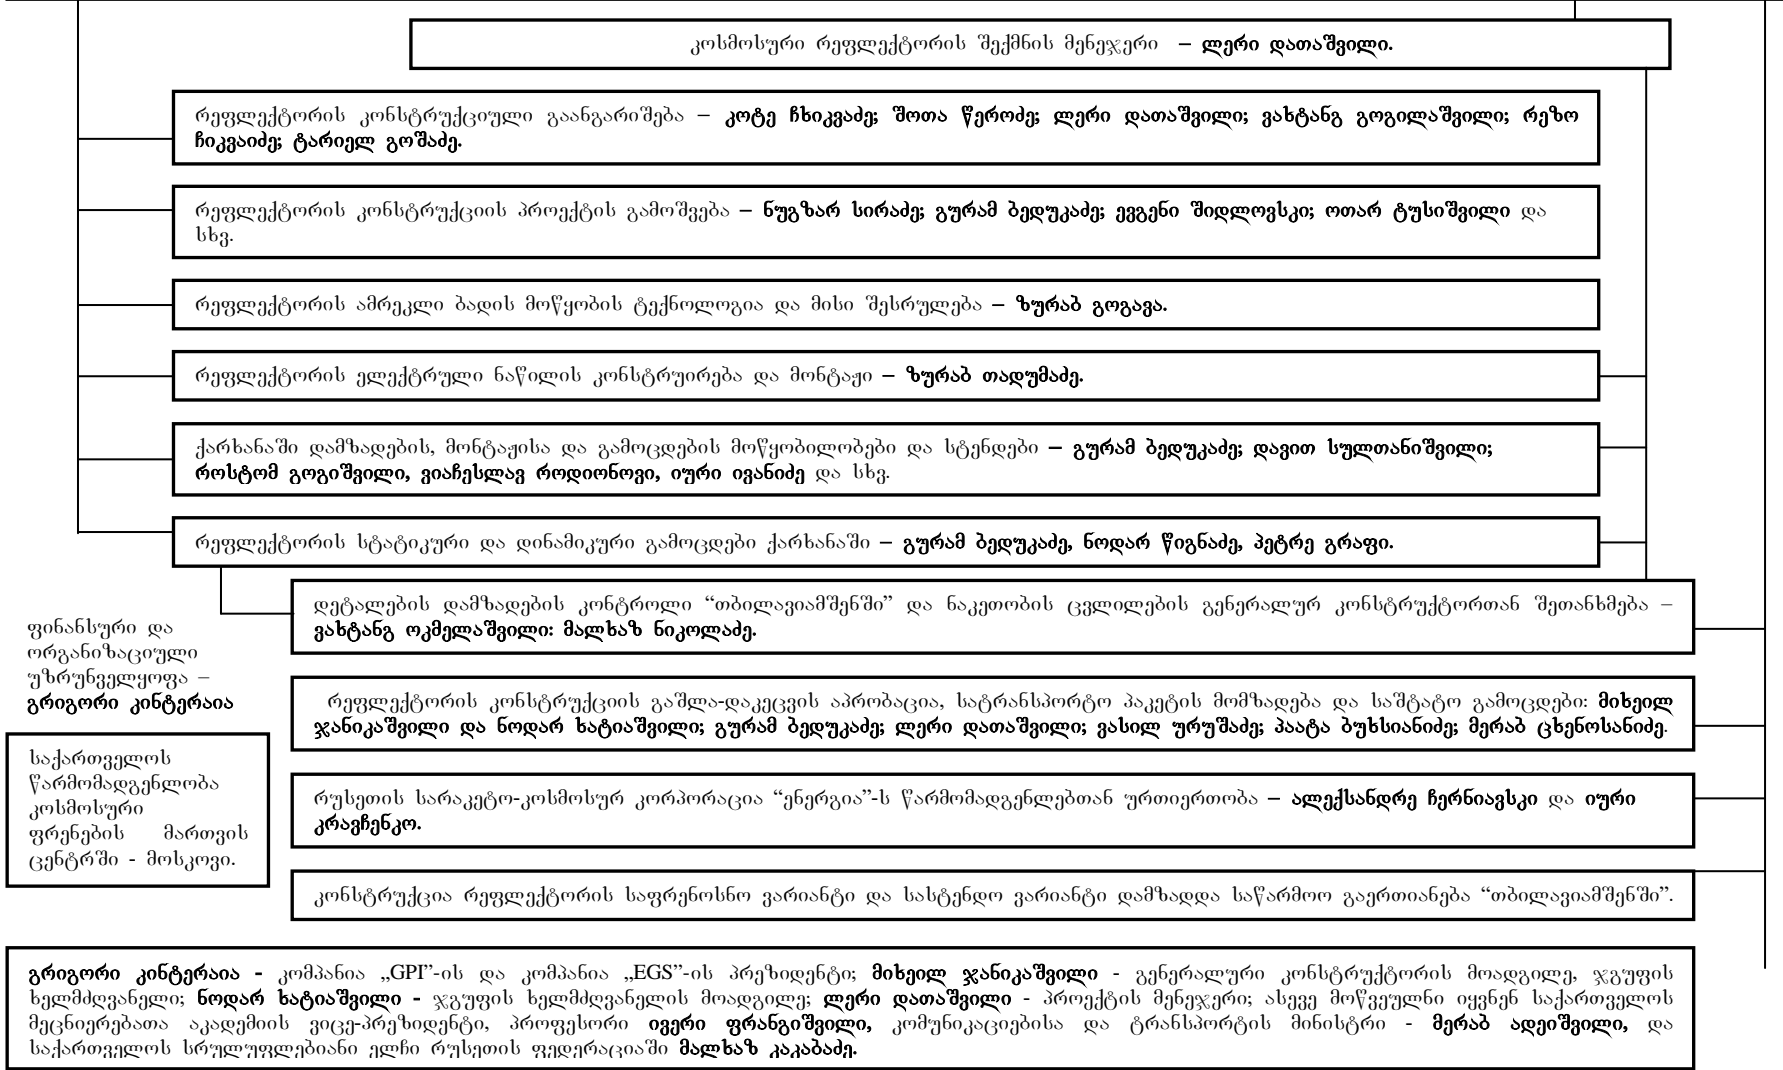 კოსმოსური რეფლექტორის შექმნის მენეჯერი – ლერი დათაშვილი.
რეფლექტორის კონსტრუქციული გაანგარიშება – კოტე ჩხიკვაძე; შოთა წეროძე; ლერი დათაშვილი; ვახტანგ გოგილაშვილი; რეზო
ჩიკვაიძე; ტარიელ გოშაძე.
რეფლექტორის კონსტრუქციის პროექტის გამოშვება – ნუგზარ სირაძე; გურამ ბედუკაძე; ევგენი შიდლოვსკი; ოთარ ტუსიშვილი და
სხვ.
რეფლექტორის ამრეკლი ბადის მოწყობის ტექნოლოგია და მისი შესრულება – ზურაბ გოგავა.
რეფლექტორის ელექტრული ნაწილის კონსტრუირება და მონტაჟი – ზურაბ თადუმაძე.
ქარხანაში დამზადების, მონტაჟისა და გამოცდების მოწყობილობები და სტენდები – გურამ ბედუკაძე; დავით სულთანიშვილი;
როსტომ გოგიშვილი, ვიაჩესლავ როდიონოვი, იური ივანიძე და სხვ.
რეფლექტორის სტატიკური და დინამიკური გამოცდები ქარხანაში – გურამ ბედუკაძე, ნოდარ წიგნაძე, პეტრე გრაფი.
დეტალების დამზადების კონტროლი “თბილავიამშენში” და ნაკეთობის ცვლილების გენერალურ კონსტრუქტორთან შეთანხმება –
ვახტანგ ოკმელაშვილი: მალხაზ ნიკოლაძე.
ფინანსური და
ორგანიზაციული
უზრუნველყოფა –
გრიგორი კინტერაია
რეფლექტორის კონსტრუქციის გაშლა-დაკეცვის აპრობაცია, სატრანსპორტო პაკეტის მომზადება და საშტატო გამოცდები: მიხეილ
ჯანიკაშვილი და ნოდარ ხატიაშვილი; გურამ ბედუკაძე; ლერი დათაშვილი; ვასილ ურუშაძე; პაატა ბუხსიანიძე; მერაბ ცხენოსანიძე.
საქართველოს
წარმომადგენლობა
კოსმოსური
ფრენების მართვის
ცენტრში - მოსკოვი.
რუსეთის სარაკეტო-კოსმოსურ კორპორაცია “ენერგია”-ს წარმომადგენლებთან ურთიერთობა – ალექსანდრე ჩერნიავსკი და იური
კრავჩენკო.
კონსტრუქცია რეფლექტორის საფრენოსნო ვარიანტი და სასტენდო ვარიანტი დამზადდა საწარმოო გაერთიანება “თბილავიამშენში”.
გრიგორი კინტერაია - კომპანია „GPI”-ის და კომპანია „EGS”-ის პრეზიდენტი; მიხეილ ჯანიკაშვილი - გენერალური კონსტრუქტორის მოადგილე, ჯგუფის
ხელმძღვანელი; ნოდარ ხატიაშვილი - ჯგუფის ხელმძღვანელის მოადგილე; ლერი დათაშვილი - პროექტის მენეჯერი; ასევე მოწვეულნი იყვნენ საქართველოს
მეცნიერებათა აკადემიის ვიცე-პრეზიდენტი, პროფესორი ივერი ფრანგიშვილი, კომუნიკაციებისა და ტრანსპორტის მინისტრი - მერაბ ადეიშვილი, და
საქართველოს სრულუფლებიანი ელჩი რუსეთის ფედერაციაში მალხაზ კაკაბაძე.